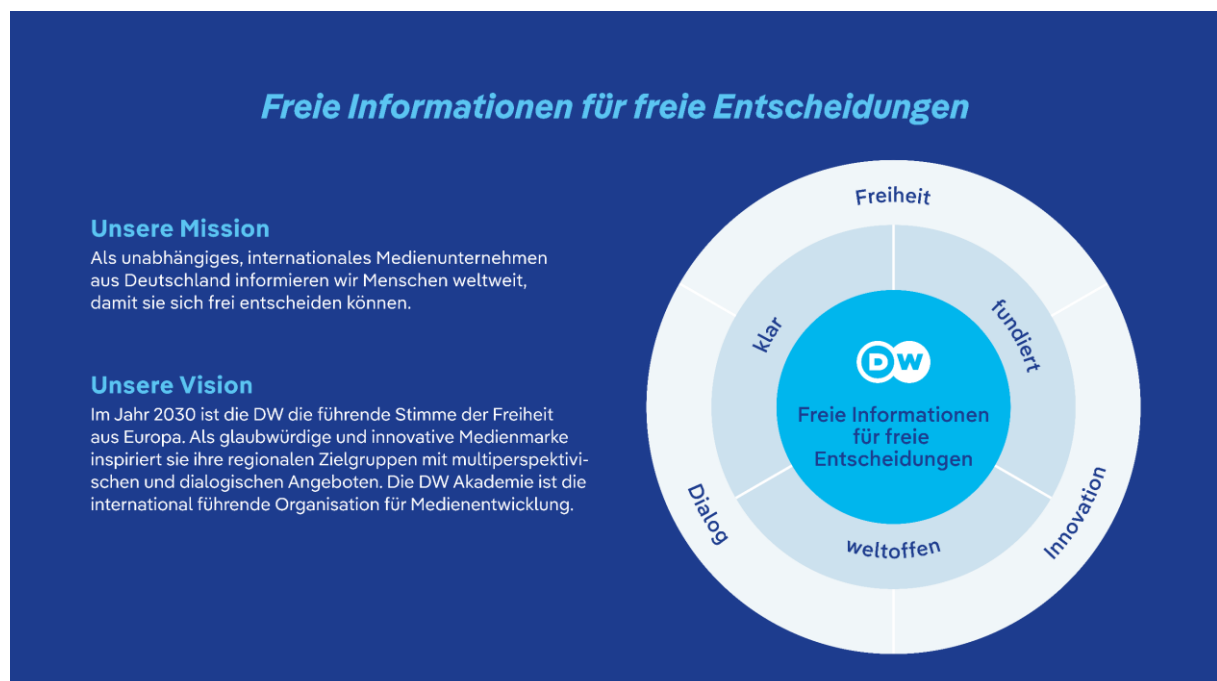 Freie Informationen für freie Entscheidungen
Unsere Mission
Als unabhängiges, internationales Medienunternehmen
aus Deutschland informieren wir Menschen weltweit,
damit sie sich frei entscheiden können.
Unsere Vision
Im Jahr 2030 ist die DW die führende Stimme der Freiheit
aus Europa. Als glaubwürdige und innovative Medienmarke
inspiriert sie ihre regionalen Zielgruppen mit multiperspektivi-
schen und dialogischen Angeboten. Die DW Akademie ist die
international führende Organisation für Medienentwicklung.
Freiheit
klar
fundiert
DW
Freie Informationen
für freie
Entscheidungen
Dialog
weltoffen
Innovation